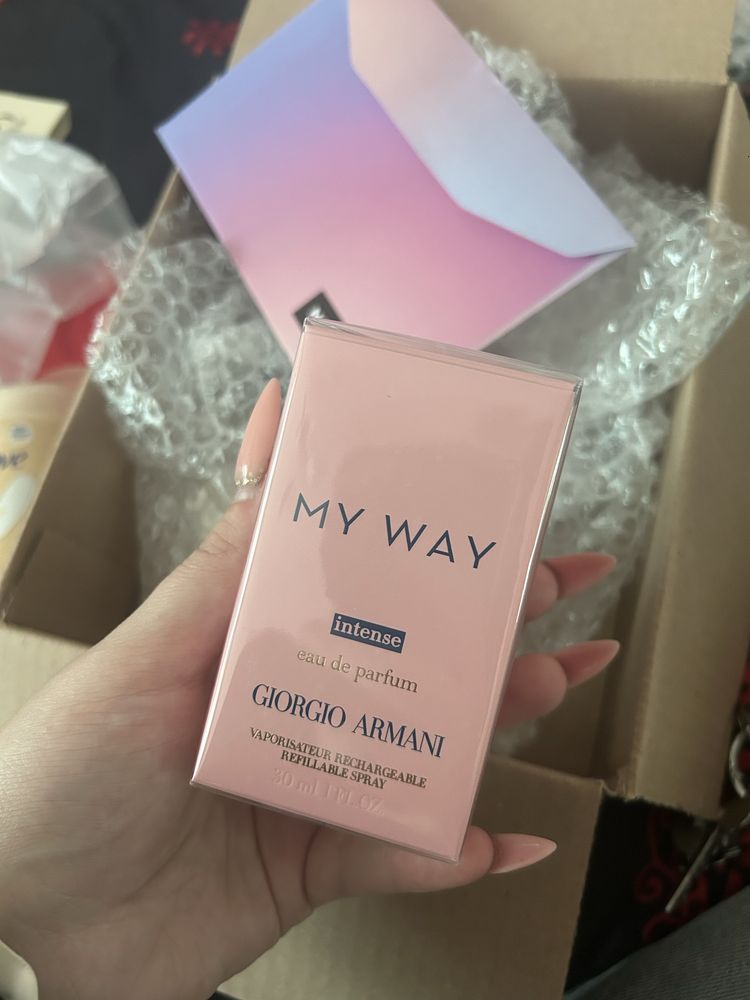 MY WAY
intense
eau de parfum
GIORGIO ARMANI
VAPORISATEUR RECHARGEABLE
REFILLABLE SPRAY
30 ml 1 FL.OZ.